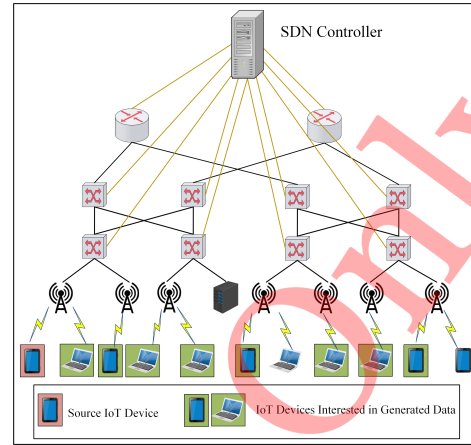 SDN Controller
Source IoT Device
IoT Devices Interested in Generated Data